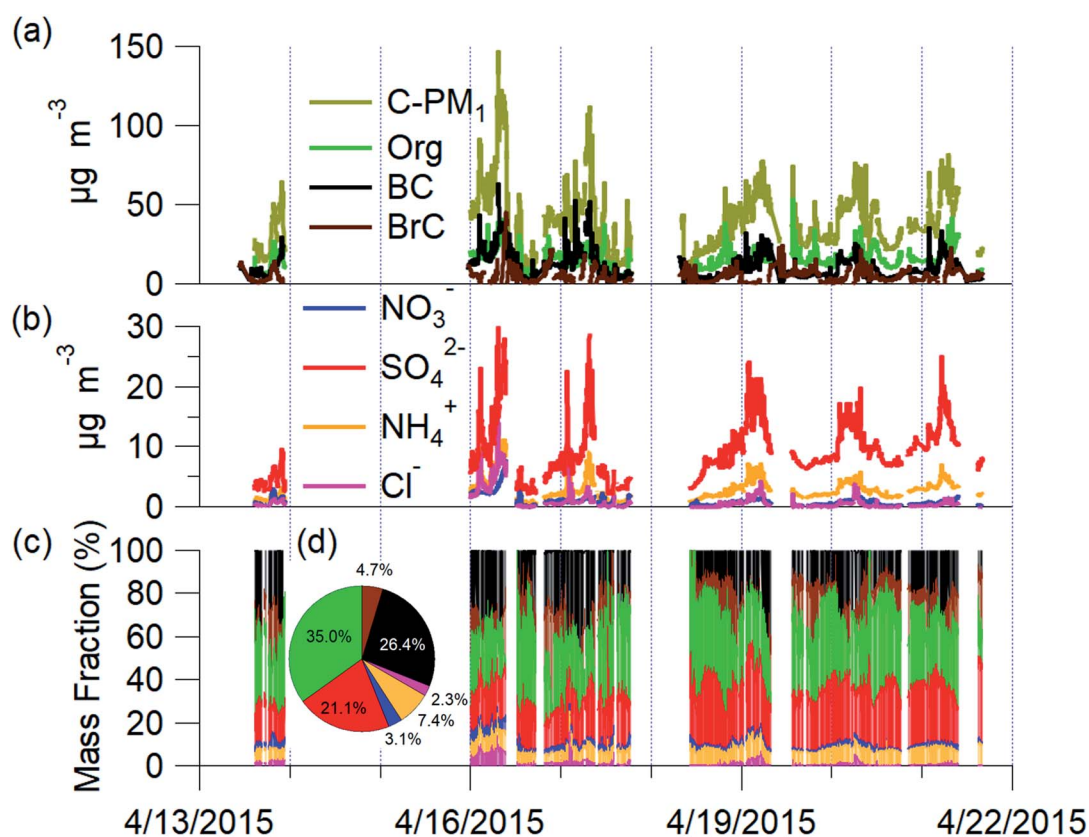 (a)
150
100
50
0
µg m⁻³
C-PM₁
Org
BC
BrC
(b)
30
20
10
0
µg m⁻³
NO₃⁻
SO₄²⁻
NH₄⁺
Cl⁻
(c)
100
80
60
40
20
0
Mass Fraction (%)
(d)
4.7%
35.0%
26.4%
2.3%
21.1%
7.4%
3.1%
4/13/2015
4/16/2015
4/19/2015
4/22/2015